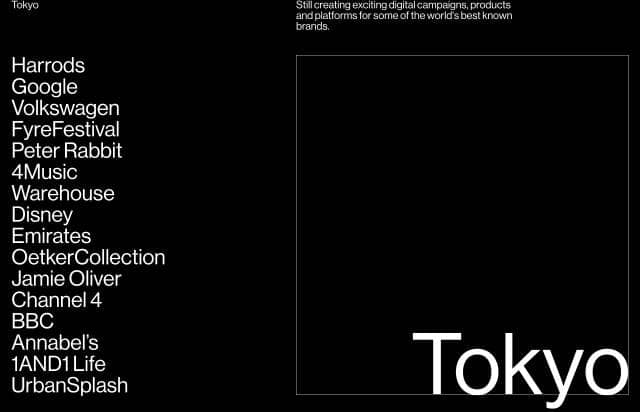 Tokyo
Still creating exciting digital campaigns, products
and platforms for some of the world's best known
brands.
Harrods
Google
Volkswagen
FyreFestival
Peter Rabbit
4Music
Warehouse
Disney
Emirates
OetkerCollection
Jamie Oliver
Channel 4
BBC
Annabel's
1AND1 Life
UrbanSplash
Tokyo